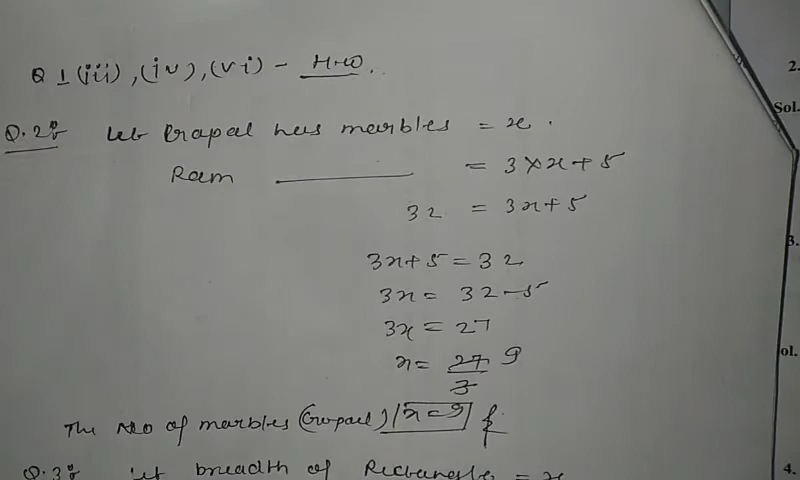 Q 1 (iii), (iv), (vi) - H.W.
Q. 2 Let Gopal has marbles = x.
Ram ——— = 3 × x + 5
32 = 3x + 5
3x + 5 = 32
3x = 32 - 5
3x = 27
x = 27/3 9
The No of marbles (Gopal) x = 9
Q. 3 Let breadth of Rectangle = x
2.
Sol.
3.
ol.
4.